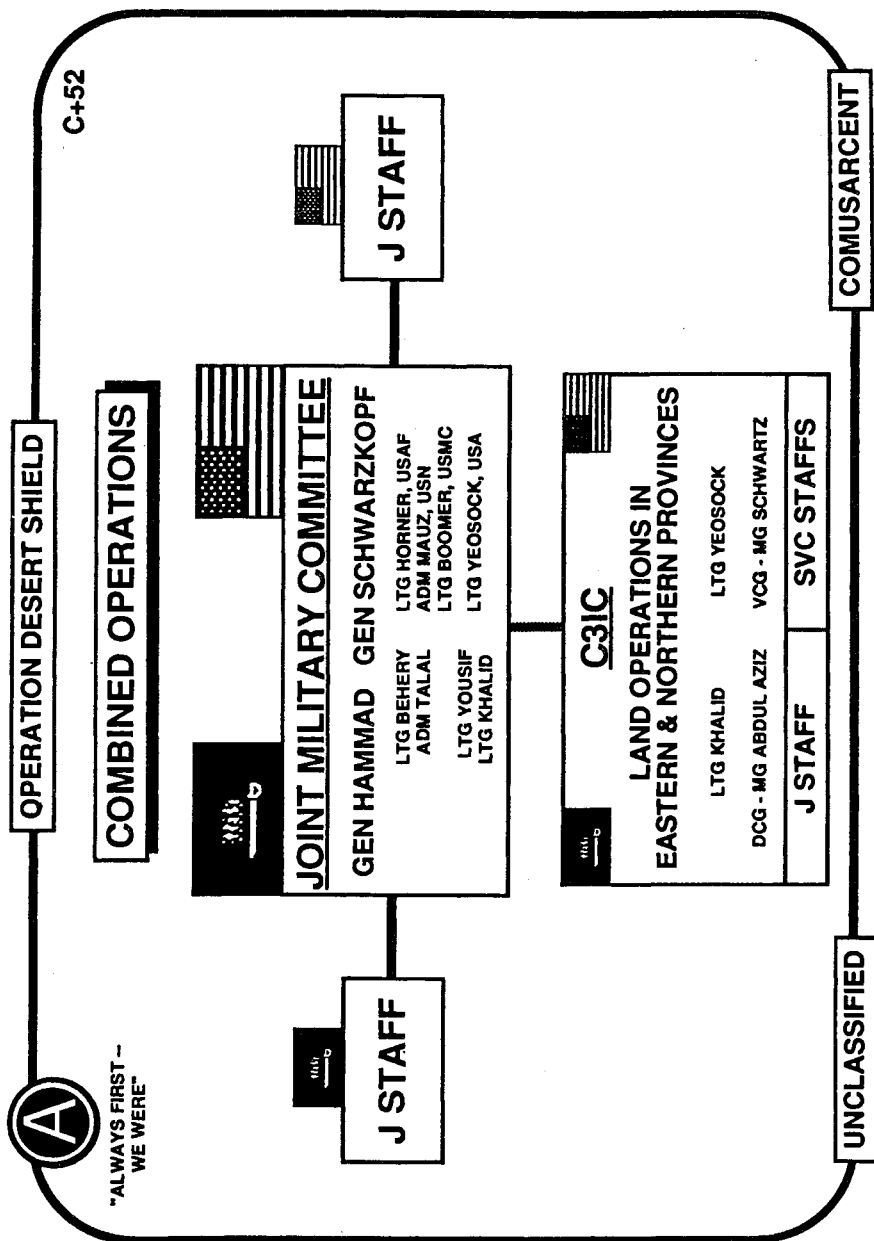 OPERATION DESERT SHIELD
A
"ALWAYS FIRST –
WE WERE"
C+52
COMBINED OPERATIONS
J STAFF
JOINT MILITARY COMMITTEE
GEN HAMMAD GEN SCHWARZKOPF
LTG BEHERY LTG HORNER, USAF
ADM TALAL ADM MAUZ, USN
LTG BOOMER, USMC
LTG YOUSIF
LTG KHALID LTG YEOSOCK, USA
J STAFF
C3IC
LAND OPERATIONS IN
EASTERN & NORTHERN PROVINCES
LTG KHALID LTG YEOSOCK
DCG - MG ABDUL AZIZ VCG - MG SCHWARTZ
J STAFF SVC STAFFS
UNCLASSIFIED
COMUSARCENT